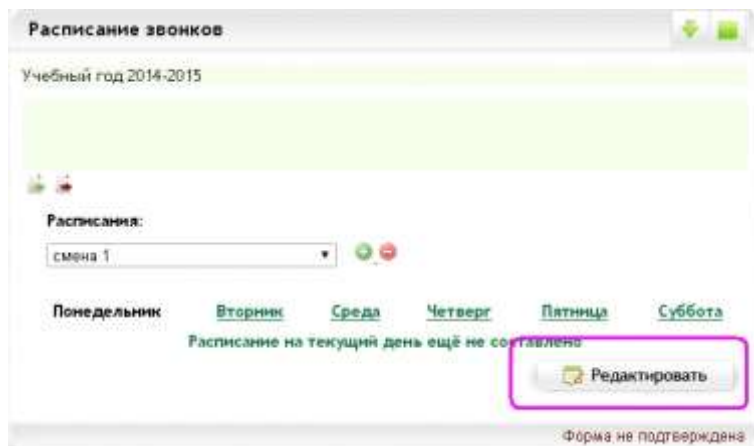 Расписание звонков
Учебный год 2014-2015
Расписания:
смена 1
Понедельник Вторник Среда Четверг Пятница Суббота
Расписание на текущий день ещё не составлено
Редактировать
Форма не подтверждена